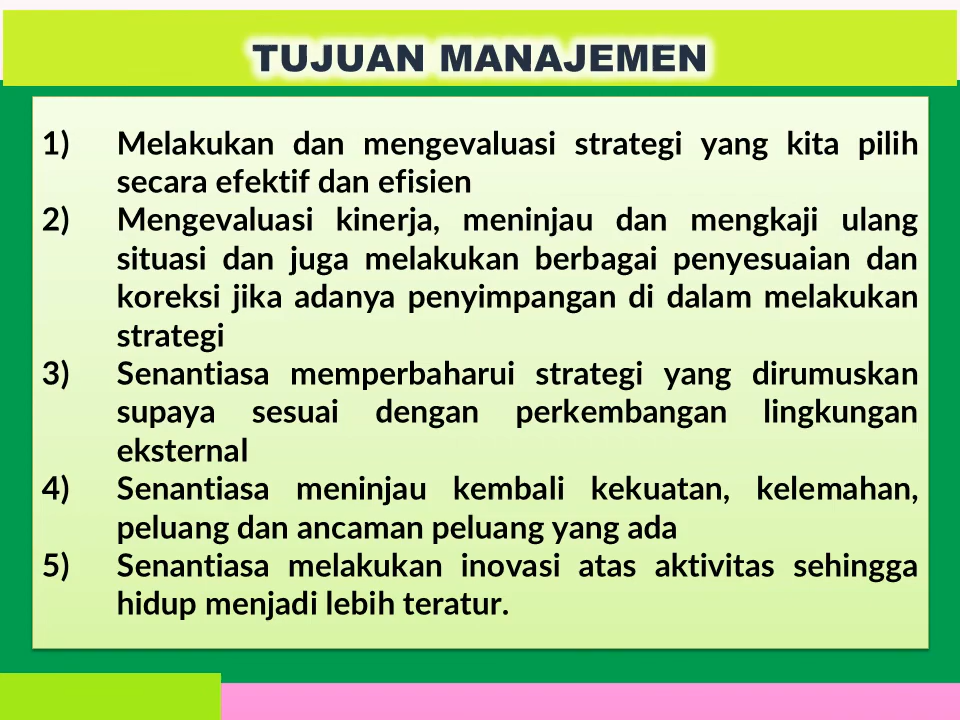 TUJUAN MANAJEMEN
1) Melakukan dan mengevaluasi strategi yang kita pilih
secara efektif dan efisien
2) Mengevaluasi kinerja, meninjau dan mengkaji ulang
situasi dan juga melakukan berbagai penyesuaian dan
koreksi jika adanya penyimpangan di dalam melakukan
strategi
3) Senantiasa memperbaharui strategi yang dirumuskan
supaya sesuai dengan perkembangan lingkungan
eksternal
4) Senantiasa meninjau kembali kekuatan, kelemahan,
peluang dan ancaman peluang yang ada
5) Senantiasa melakukan inovasi atas aktivitas sehingga
hidup menjadi lebih teratur.